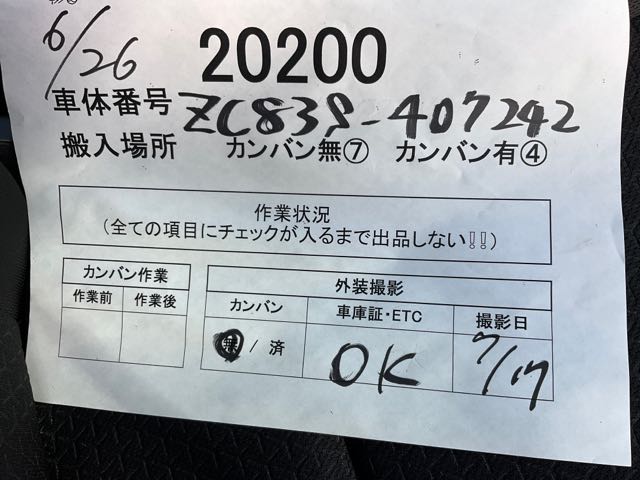 6/26
20200
車体番号 ZC83S-407242
搬入場所 カンバン無⑦ カンバン有④
作業状況
(全ての項目にチェックが入るまで出品しない!!)
カンバン作業
作業前 作業後
外装撮影
カンバン 車庫証・ETC 撮影日
無 / 済 OK 7/17